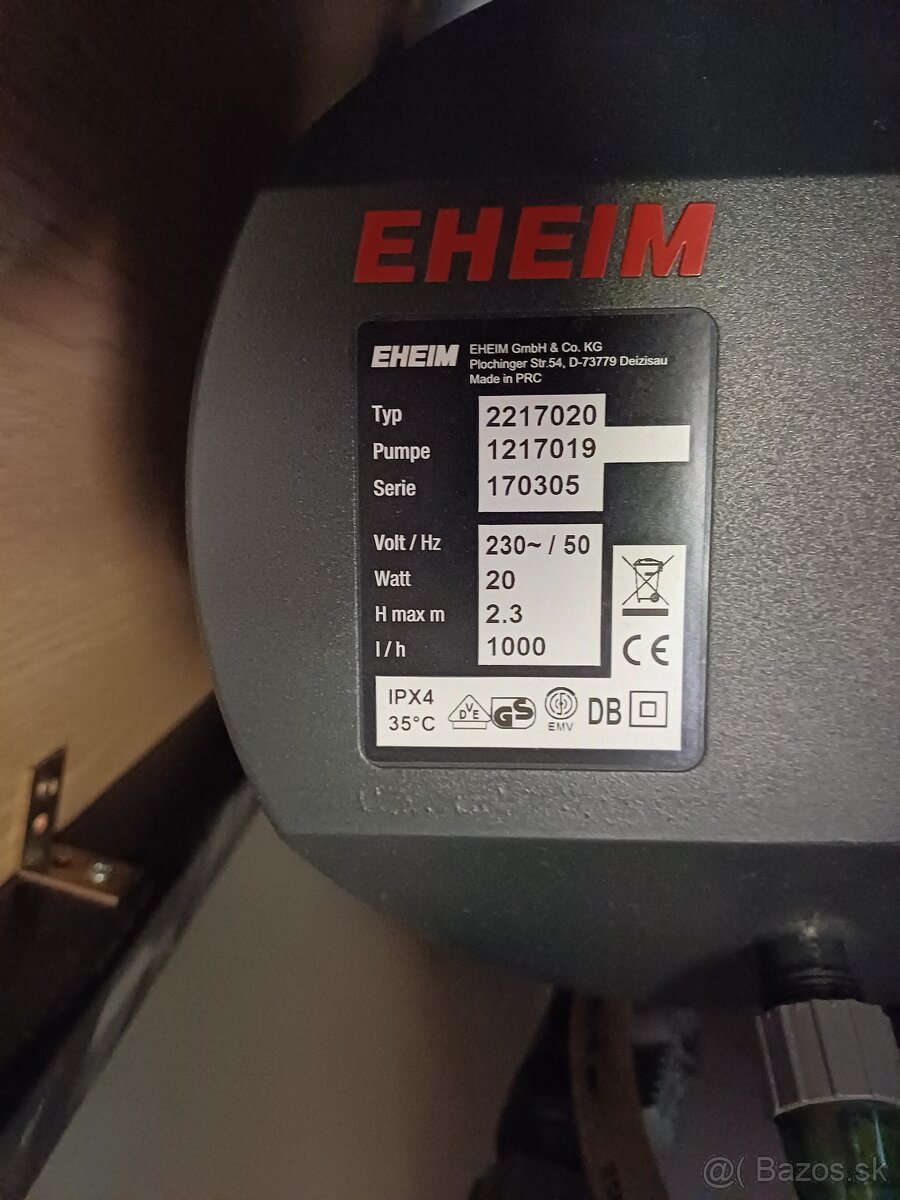 EHEIM
EHEIM
EHEIM GmbH & Co. KG
Plochinger Str.54, D-73779 Deizisau
Made in PRC
Typ 2217020
Pumpe 1217019
Serie 170305
Volt / Hz 230~ / 50
Watt 20
H max m 2.3
l / h 1000
CE
IPX4
35°C
DVE
GS
EMV
DB
@( Bazos.sk